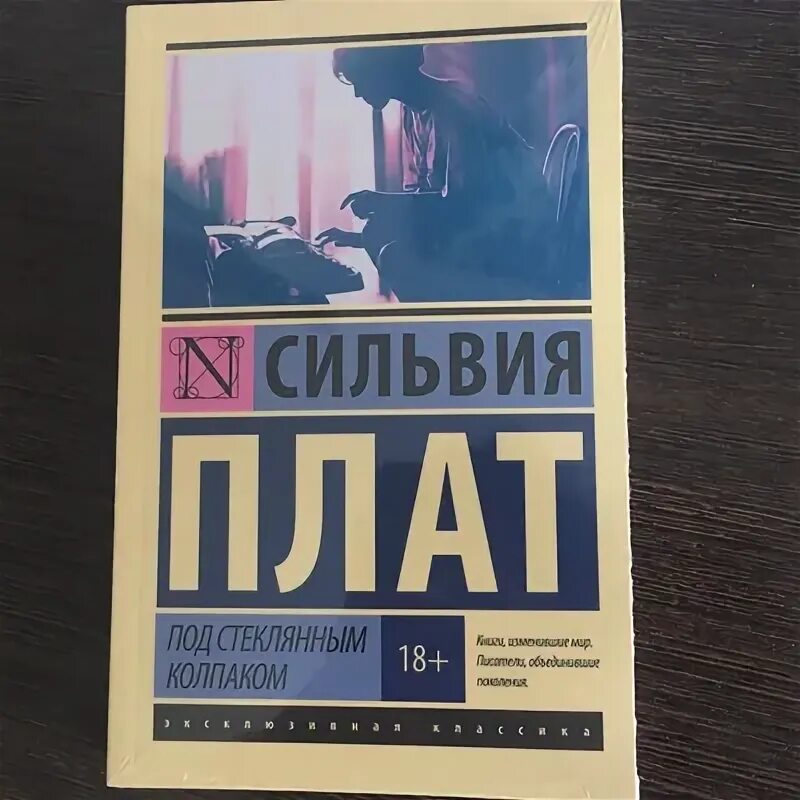 N СИЛЬВИЯ
ПЛАТ
ПОД СТЕКЛЯННЫМ
КОЛПАКОМ
18+
Книги, изменившие мир.
Писатели, объединившие
поколения.
эксклюзивная классика